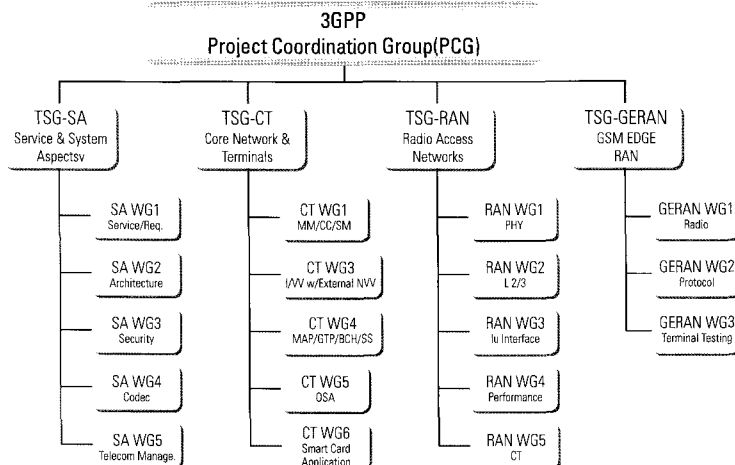 3GPP
Project Coordination Group(PCG)
TSG-SA
Service & System
Aspectsv
TSG-CT
Core Network &
Terminals
TSG-RAN
Radio Access
Networks
TSG-GERAN
GSM EDGE
RAN
SA WG1
Service/Req.
SA WG2
Architecture
SA WG3
Security
SA WG4
Codec
SA WG5
Telecom Manage.
CT WG1
MM/CC/SM
CT WG3
I/VV w/External NVV
CT WG4
MAP/GTP/BCH/SS
CT WG5
OSA
CT WG6
Smart Card
Application
RAN WG1
PHY
RAN WG2
L 2/3
RAN WG3
Iu Interface
RAN WG4
Performance
RAN WG5
CT
GERAN WG1
Radio
GERAN WG2
Protocol
GERAN WG3
Terminal Testing